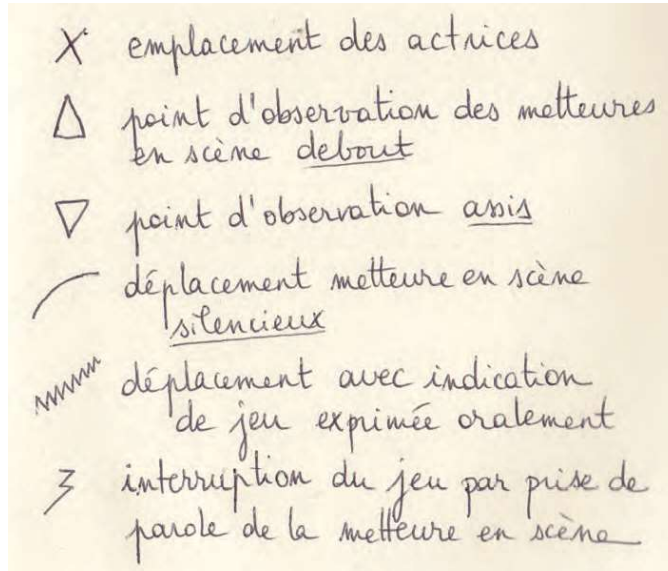 emplacement des actrices
point d'observation des metteures
en scène debout
point d'observation assis
déplacement metteure en scène
silencieux
déplacement avec indication
de jeu exprimée oralement
interruption du jeu par prise de
parole de la metteure en scène